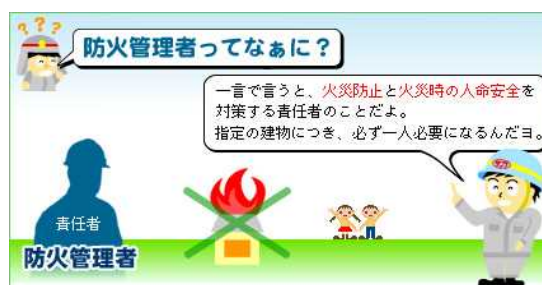 ???
防火管理者ってなぁに？
一言で言うと、火災防止と火災時の人命安全を
対策する責任者のことだよ。
指定の建物につき、必ず一人必要になるんだヨ。
責任者
防火管理者